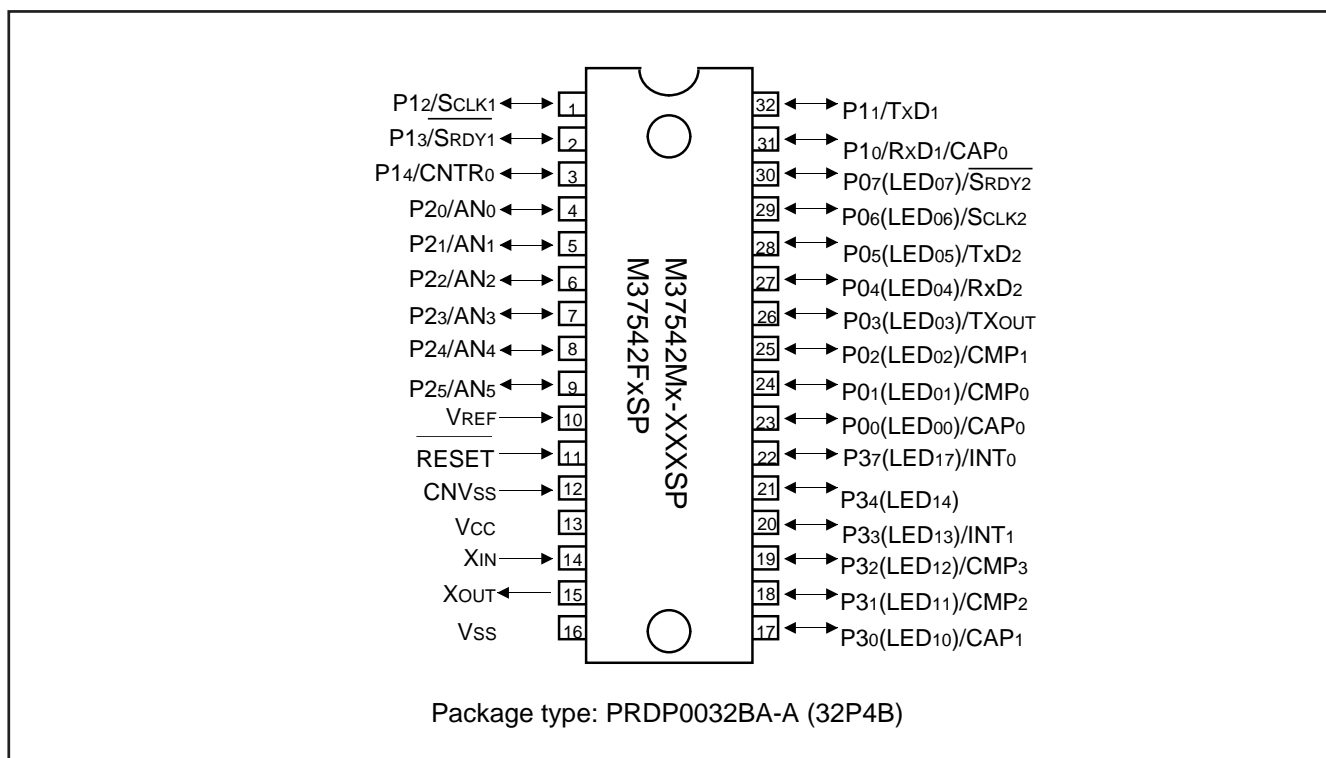 P12/SCLK1
P13/SRDY1
P14/CNTR0
P20/AN0
P21/AN1
P22/AN2
P23/AN3
P24/AN4
P25/AN5
VREF
RESET
CNVSS
VCC
XIN
XOUT
VSS
1
2
3
4
5
6
7
8
9
10
11
12
13
14
15
16
M37542Mx-XXXSP
M37542FxSP
32
31
30
29
28
27
26
25
24
23
22
21
20
19
18
17
P11/TxD1
P10/RxD1/CAP0
P07(LED07)/SRDY2
P06(LED06)/SCLK2
P05(LED05)/TxD2
P04(LED04)/RxD2
P03(LED03)/TXOUT
P02(LED02)/CMP1
P01(LED01)/CMP0
P00(LED00)/CAP0
P37(LED17)/INT0
P34(LED14)
P33(LED13)/INT1
P32(LED12)/CMP3
P31(LED11)/CMP2
P30(LED10)/CAP1
Package type: PRDP0032BA-A (32P4B)